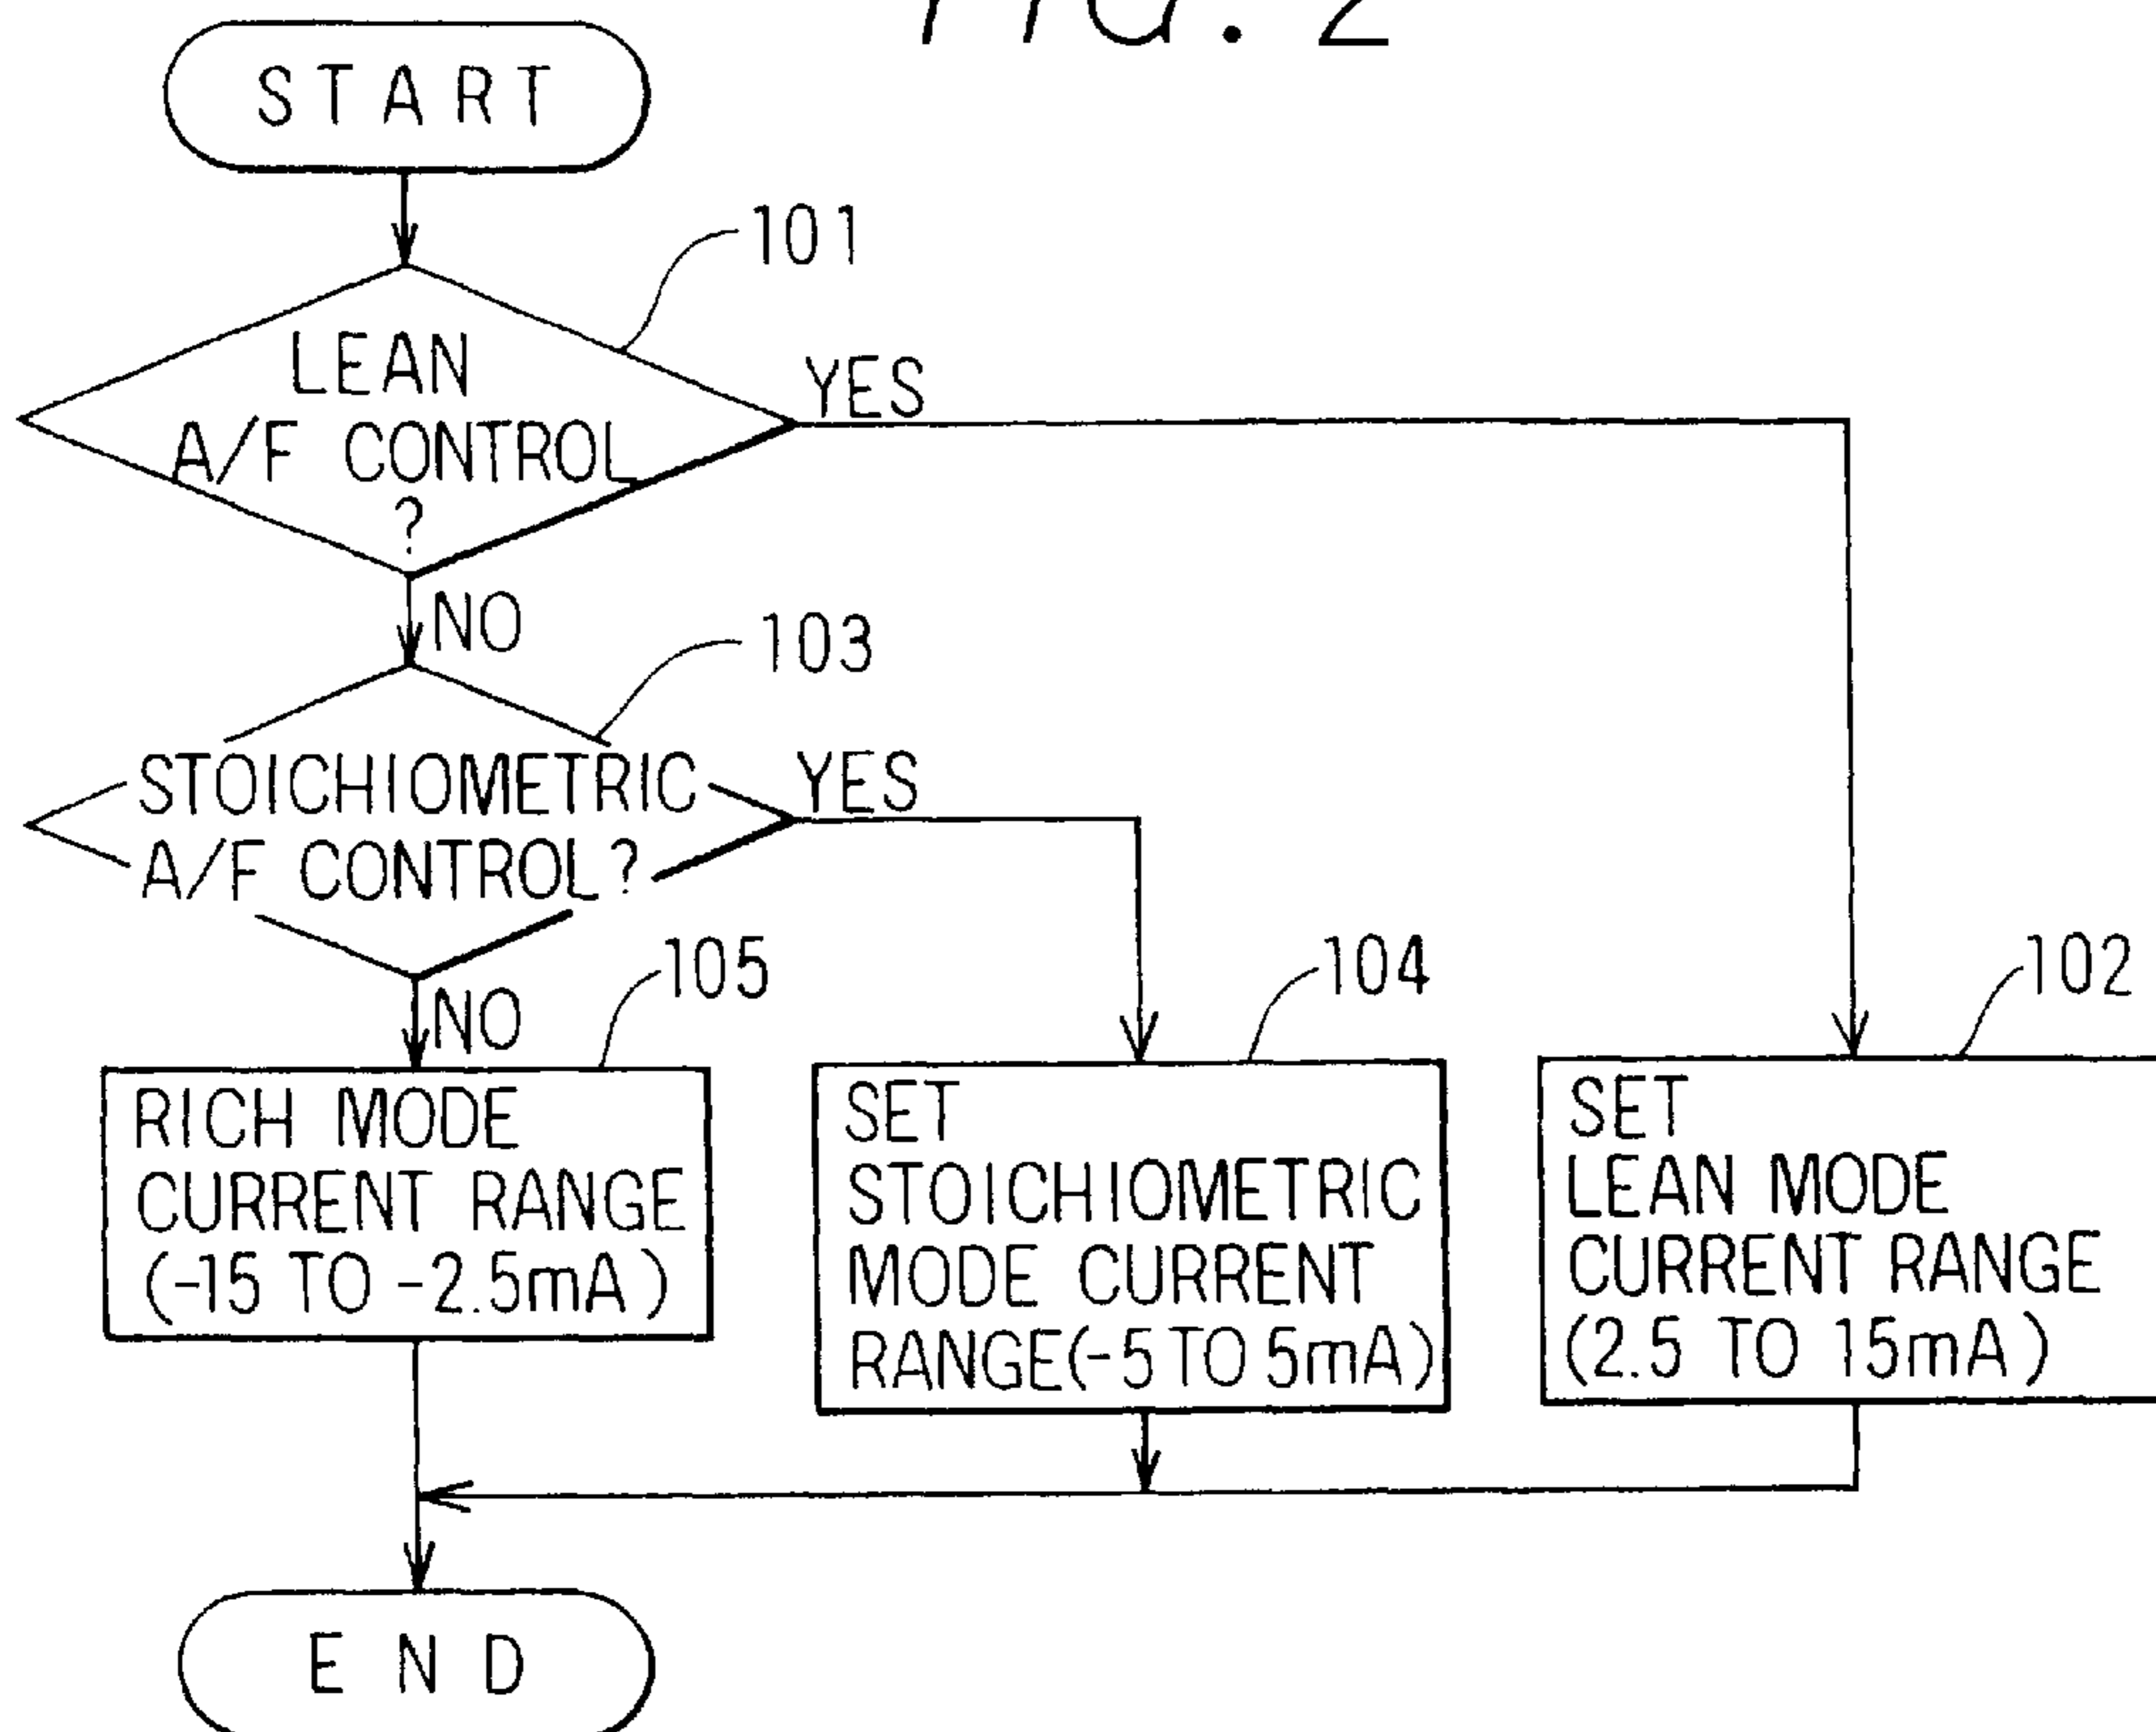 FIG. 2
START
101
LEAN
A/F CONTROL
?
YES
NO
103
STOICHIOMETRIC
A/F CONTROL?
YES
NO
105
RICH MODE
CURRENT RANGE
(-15 TO -2.5mA)
104
SET
STOICHIOMETRIC
MODE CURRENT
RANGE(-5 TO 5mA)
102
SET
LEAN MODE
CURRENT RANGE
(2.5 TO 15mA)
END